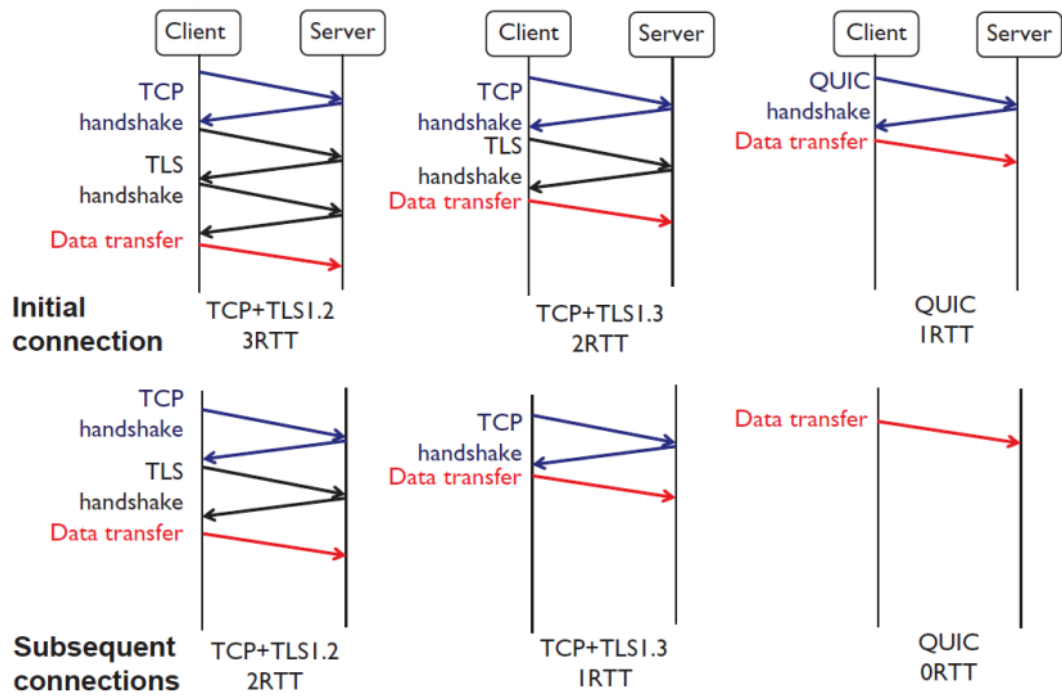 Client
Server
TCP
handshake
TLS
handshake
Data transfer
TCP+TLS1.2
3RTT
Client
Server
TCP
handshake
TLS
handshake
Data transfer
TCP+TLS1.3
2RTT
Client
Server
QUIC
handshake
Data transfer
QUIC
1RTT
Initial
connection
TCP
handshake
TLS
handshake
Data transfer
TCP+TLS1.2
2RTT
TCP
handshake
Data transfer
TCP+TLS1.3
1RTT
Data transfer
QUIC
0RTT
Subsequent
connections